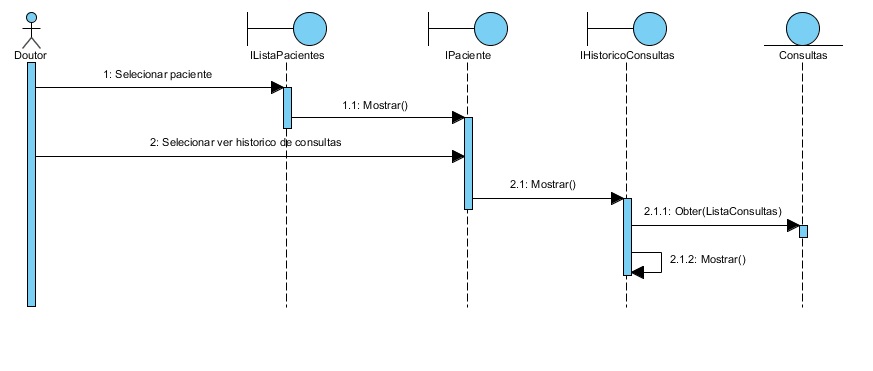 Doutor
IListaPacientes
IPaciente
IHistoricoConsultas
Consultas
1: Selecionar paciente
1.1: Mostrar()
2: Selecionar ver historico de consultas
2.1: Mostrar()
2.1.1: Obter(ListaConsultas)
2.1.2: Mostrar()